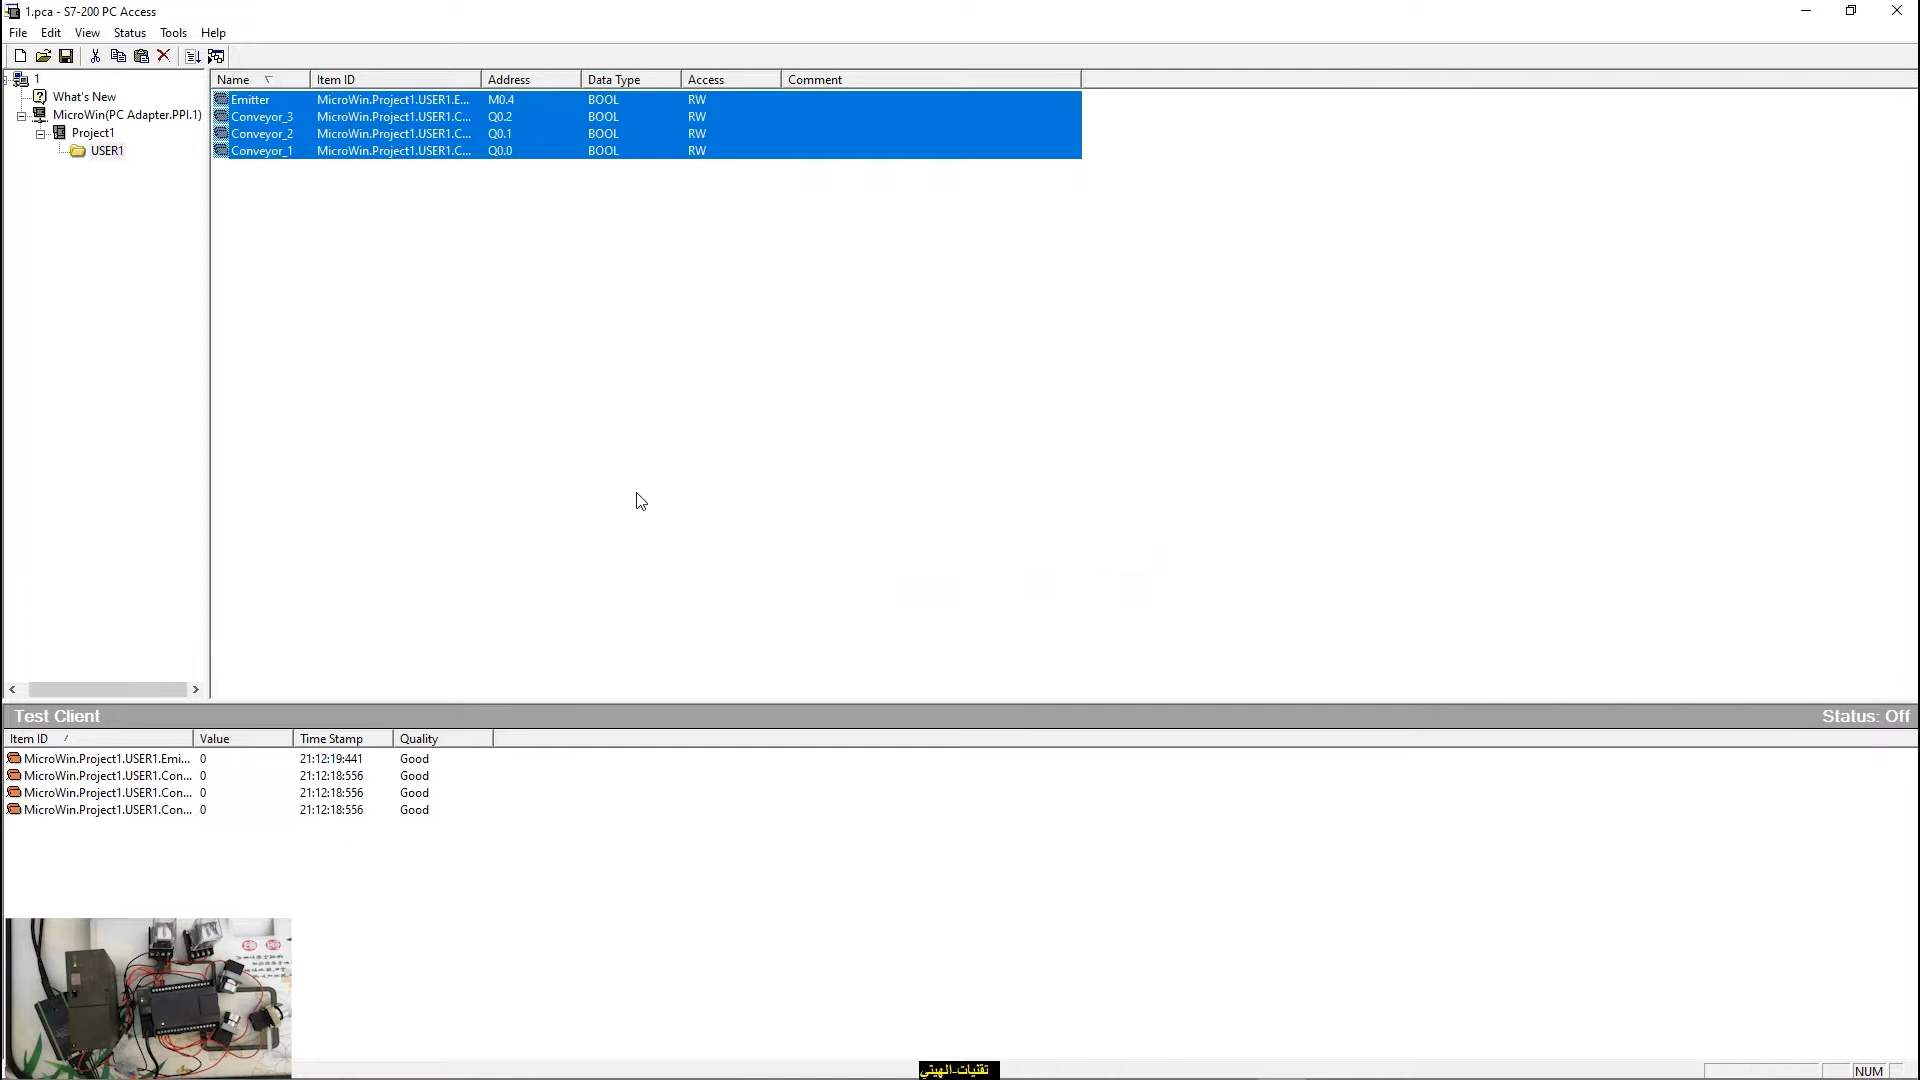 1.pca - S7-200 PC Access
File Edit View Status Tools Help
1
What's New
MicroWin(PC Adapter.PPI.1)
Project1
USER1
Name Item ID Address Data Type Access Comment
Emitter MicroWin.Project1.USER1.E... M0.4 BOOL RW
Conveyor_3 MicroWin.Project1.USER1.C... Q0.2 BOOL RW
Conveyor_2 MicroWin.Project1.USER1.C... Q0.1 BOOL RW
Conveyor_1 MicroWin.Project1.USER1.C... Q0.0 BOOL RW
Test Client Status: Off
Item ID Value Time Stamp Quality
MicroWin.Project1.USER1.Emi... 0 21:12:19:441 Good
MicroWin.Project1.USER1.Con... 0 21:12:18:556 Good
MicroWin.Project1.USER1.Con... 0 21:12:18:556 Good
MicroWin.Project1.USER1.Con... 0 21:12:18:556 Good
تقنيات-الهيتي
NUM